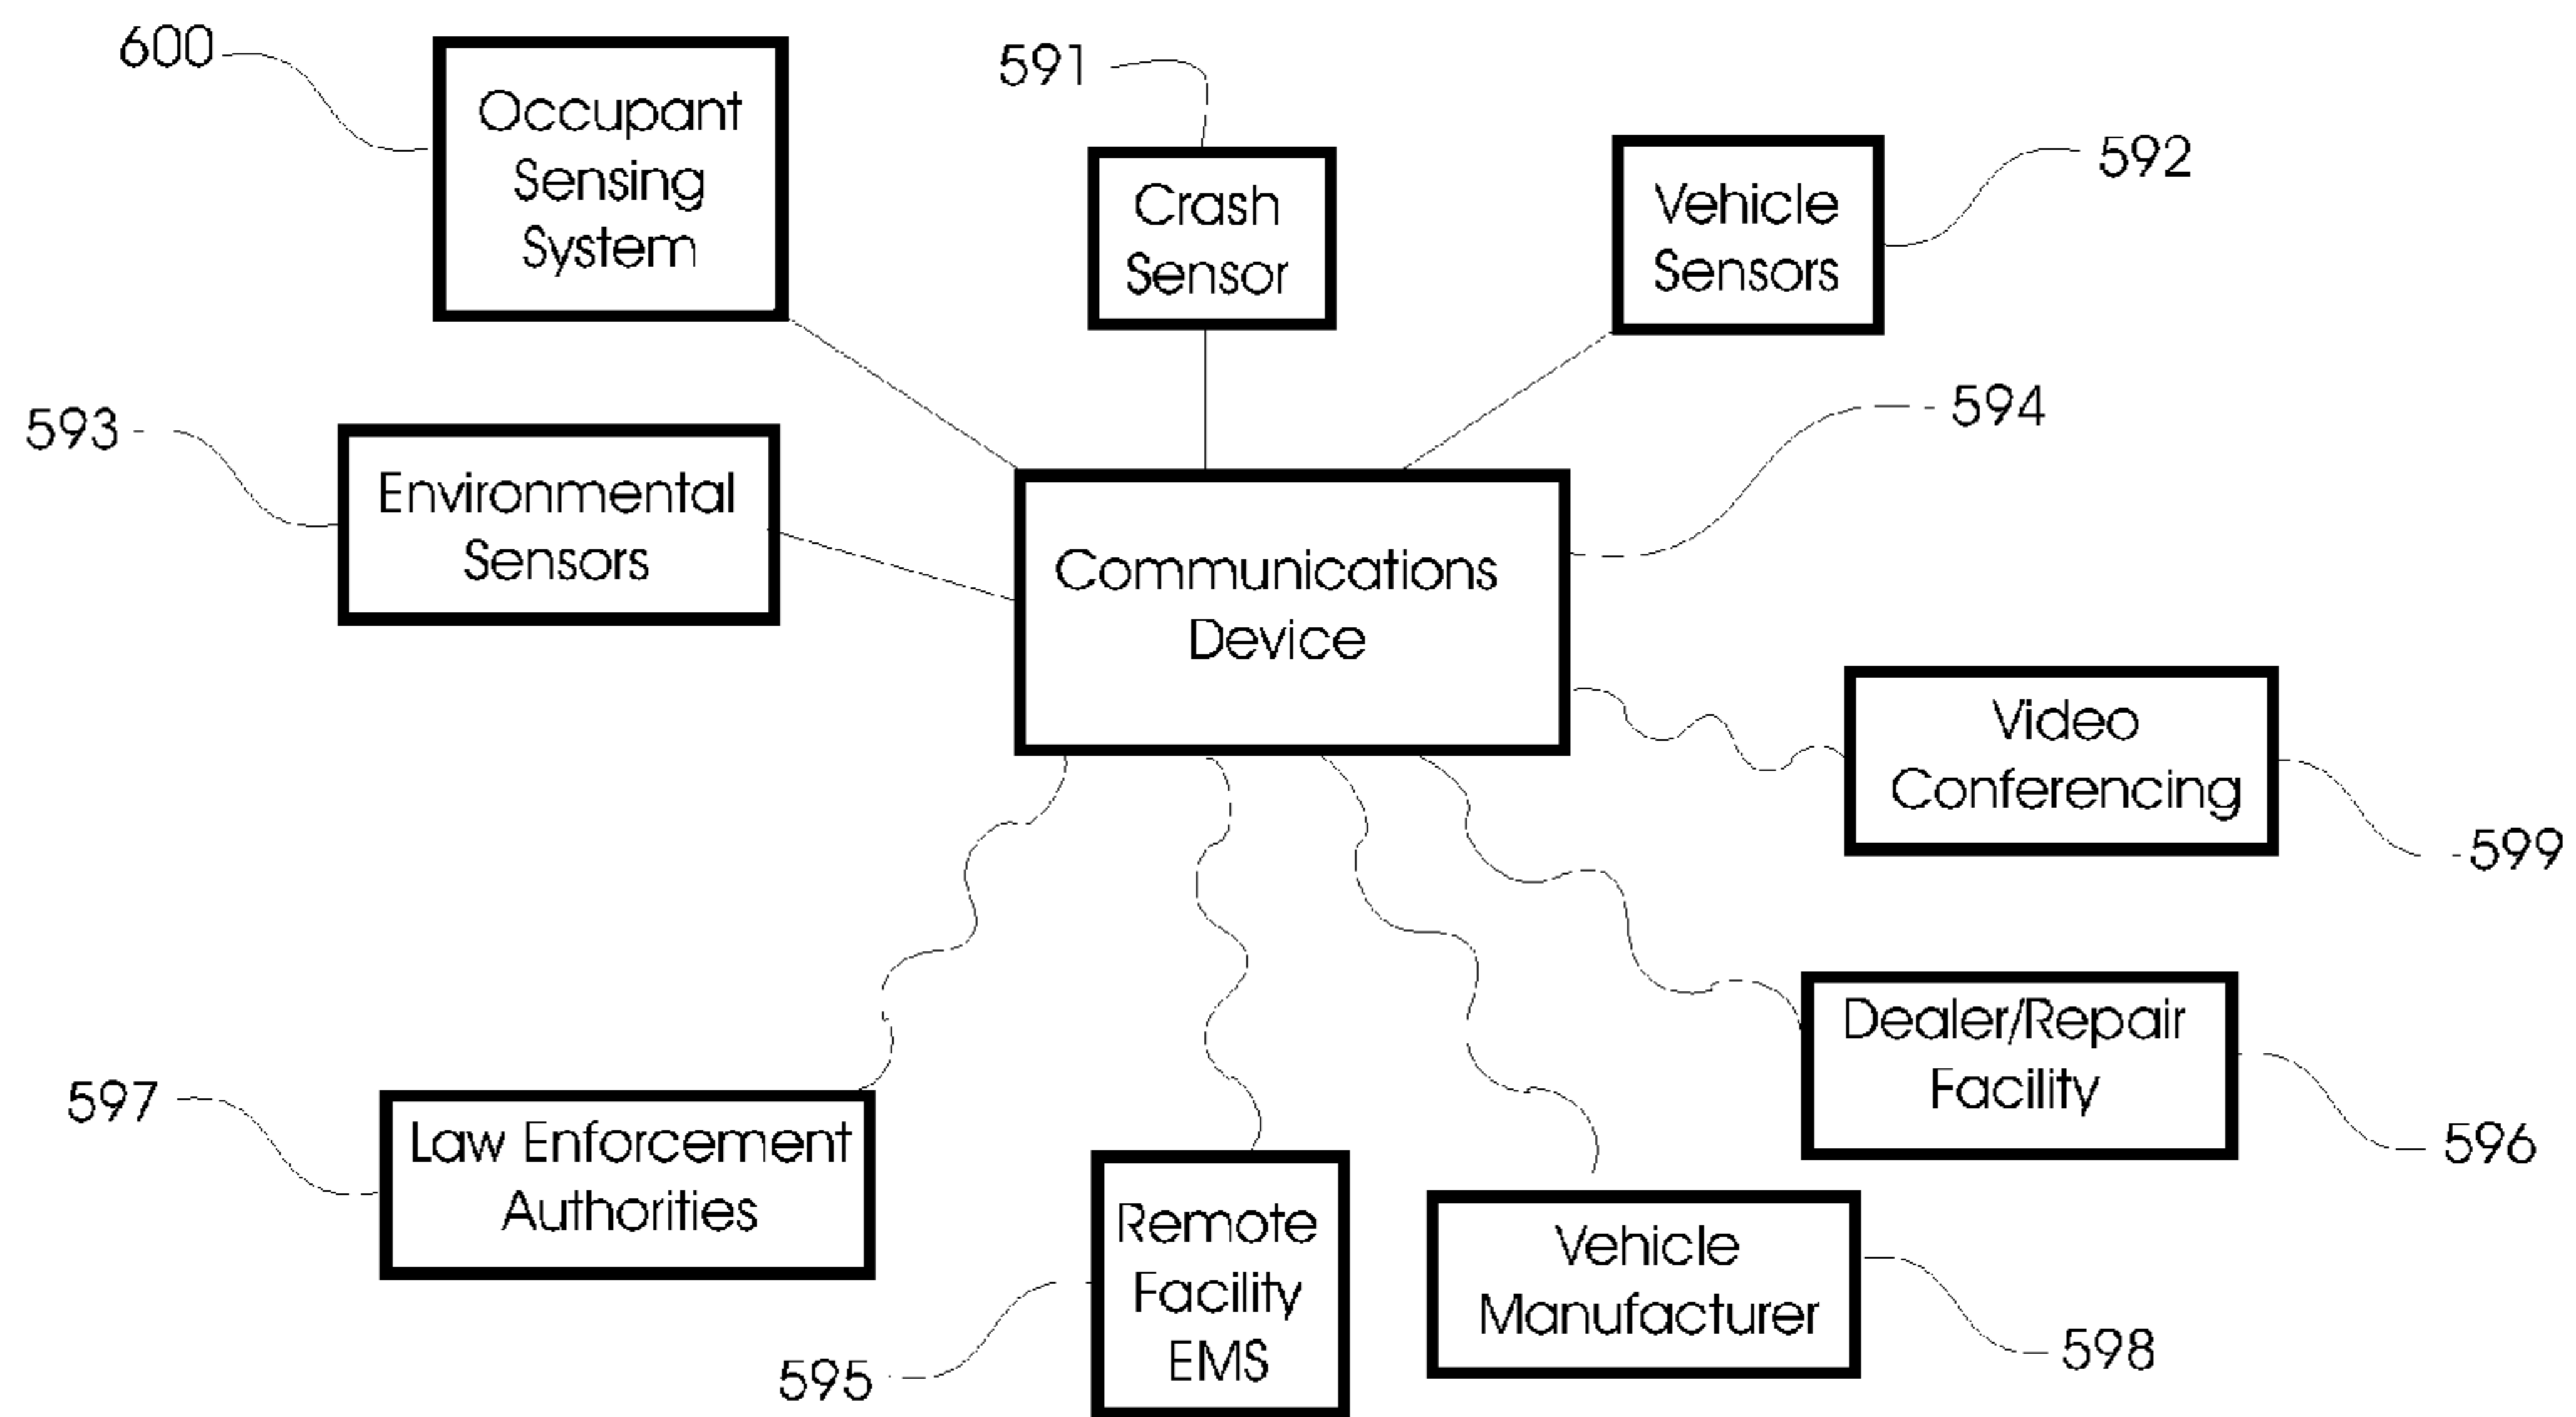 600
Occupant
Sensing
System
591
Crash
Sensor
Vehicle
Sensors
592
593
Environmental
Sensors
594
Communications
Device
Video
Conferencing
599
Dealer/Repair
Facility
596
597
Law Enforcement
Authorities
Remote
Facility
EMS
595
Vehicle
Manufacturer
598